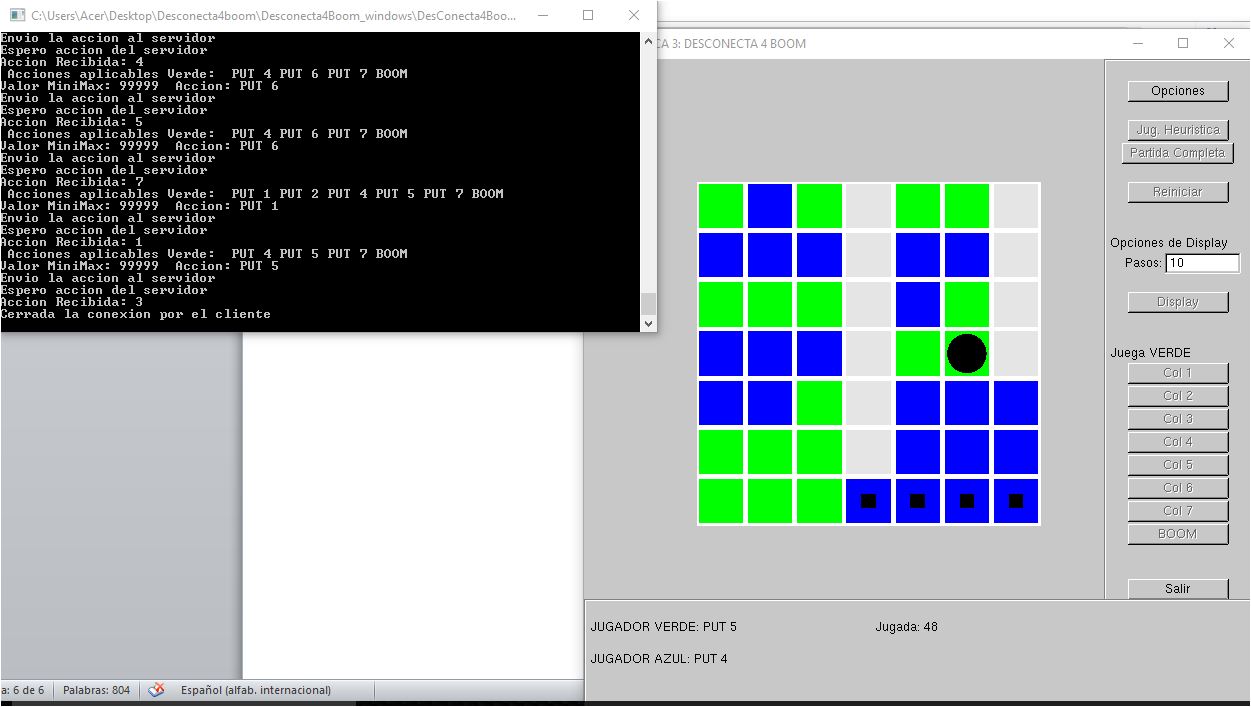 C:\Users\Acer\Desktop\Desconecta4boom\Desconecta4Boom_windows\DesConecta4Boo...
Envio la accion al servidor
Espero accion del servidor
Accion Recibida: 4
Acciones aplicables Verde:  PUT 4 PUT 6 PUT 7 BOOM
Valor MiniMax: 99999  Accion: PUT 6
Envio la accion al servidor
Espero accion del servidor
Accion Recibida: 5
Acciones aplicables Verde:  PUT 4 PUT 6 PUT 7 BOOM
Valor MiniMax: 99999  Accion: PUT 6
Envio la accion al servidor
Espero accion del servidor
Accion Recibida: 7
Acciones aplicables Verde:  PUT 1 PUT 2 PUT 4 PUT 5 PUT 7 BOOM
Valor MiniMax: 99999  Accion: PUT 1
Envio la accion al servidor
Espero accion del servidor
Accion Recibida: 1
Acciones aplicables Verde:  PUT 4 PUT 5 PUT 7 BOOM
Valor MiniMax: 99999  Accion: PUT 5
Envio la accion al servidor
Espero accion del servidor
Accion Recibida: 3
Cerrada la conexion por el cliente
CA 3: DESCONECTA 4 BOOM
Opciones
Jug. Heuristica
Partida Completa
Reiniciar
Opciones de Display
Pasos: 10
Display
Juega VERDE
Col 1
Col 2
Col 3
Col 4
Col 5
Col 6
Col 7
BOOM
Salir
JUGADOR VERDE: PUT 5
Jugada: 48
JUGADOR AZUL: PUT 4
a: 6 de 6
Palabras: 804
Español (alfab. internacional)